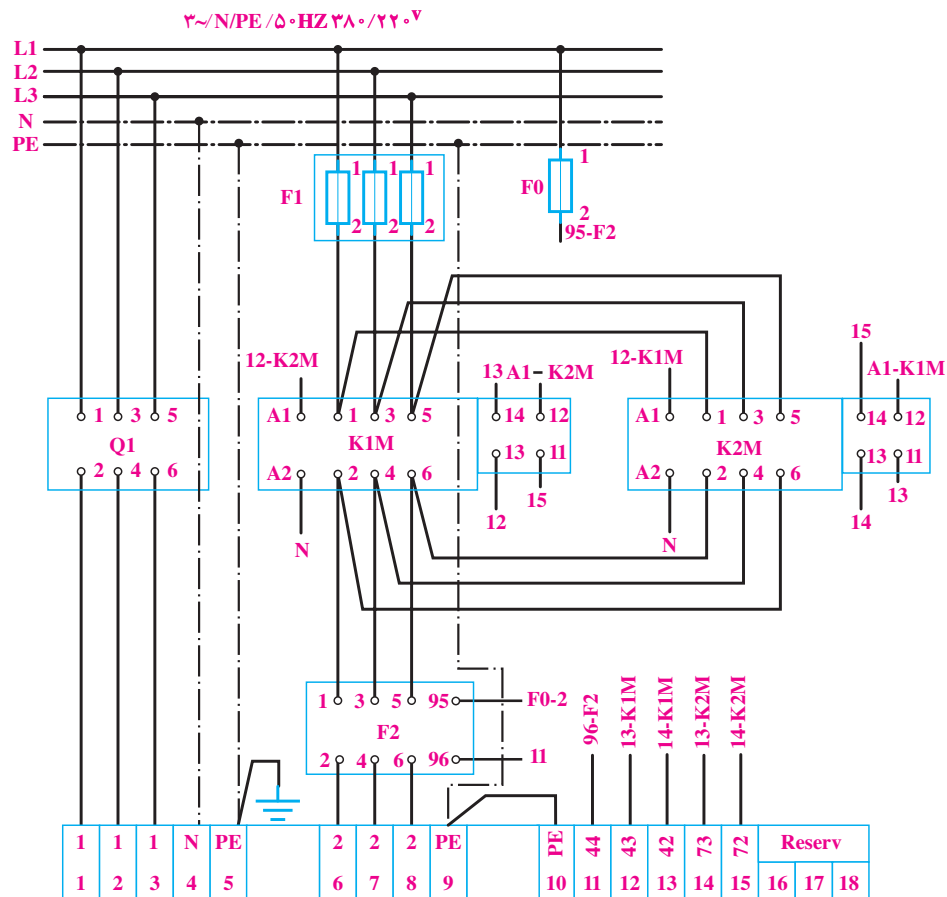 ۳~/N/PE/۵۰HZ ۳۸۰/۲۲۰v
L1
L2
L3
N
PE
F1
1 1 1
2 2 2
F0
1
2
95-F2
12-K2M
13 A1-K2M
12-K1M
15
A1-K1M
1 3 5
Q1
2 4 6
A1 1 3 5
K1M
A2 2 4 6
N
14 12
13 11
12
15
A1 1 3 5
K2M
A2 2 4 6
N
14 12
13 11
14
13
1 3 5 95
F2
2 4 6 96
F0-2
11
96-F2
13-K1M
14-K1M
13-K2M
14-K2M
1 1 1 N PE 2 2 2 PE PE 44 43 42 73 72 Reserv
1 2 3 4 5 6 7 8 9 10 11 12 13 14 15 16 17 18